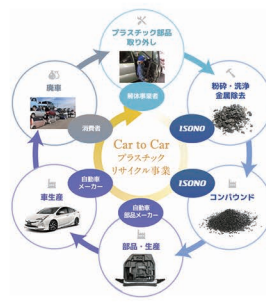 プラスチック部品
取り外し
解体事業者
粉砕・洗浄
金属除去
ISONO
ISONO
コンパウンド
部品・生産
自動車
部品メーカー
自動車
メーカー
車生産
廃車
消費者
Car to Car
プラスチック
リサイクル事業